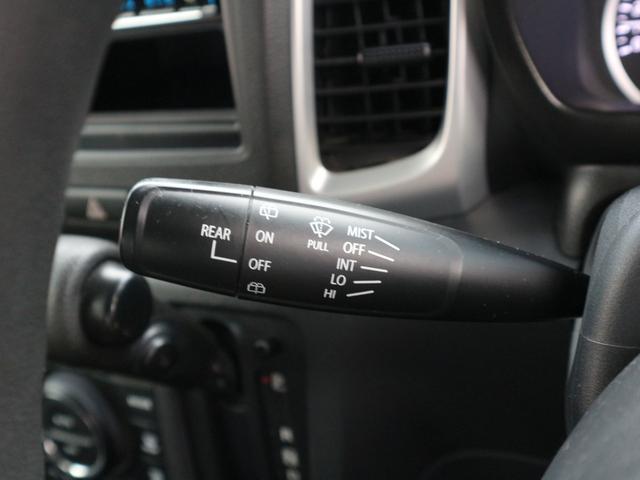 REAR
ON
OFF
PULL
MIST
OFF
INT
LO
HI